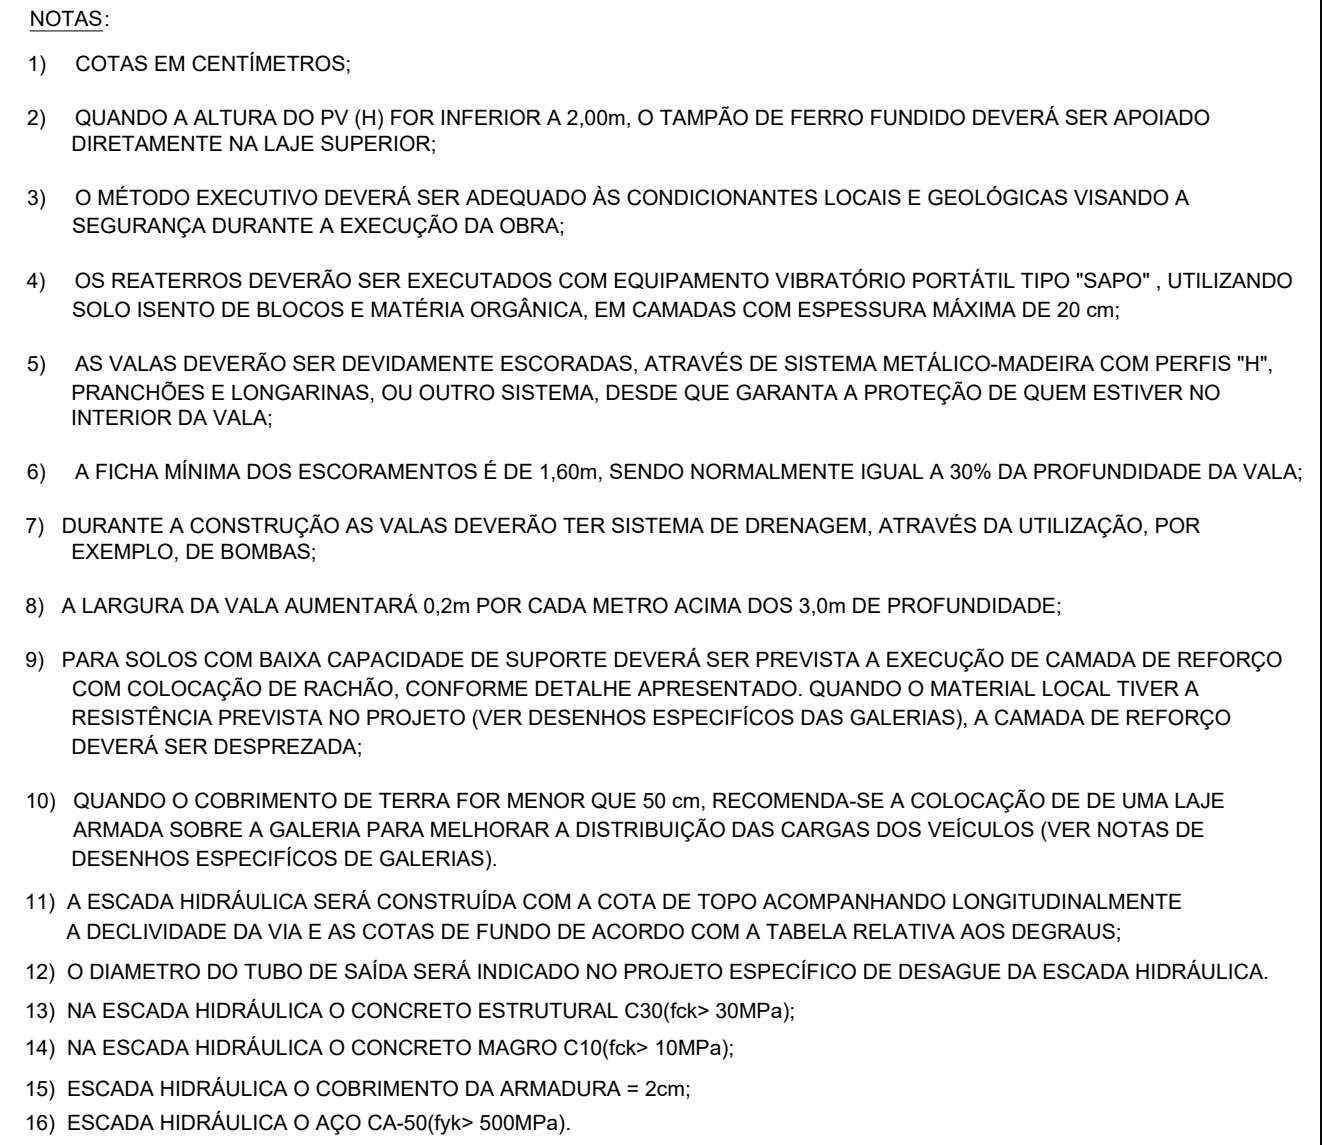 NOTAS:
1) COTAS EM CENTÍMETROS;
2) QUANDO A ALTURA DO PV (H) FOR INFERIOR A 2,00m, O TAMPÃO DE FERRO FUNDIDO DEVERÁ SER APOIADO
DIRETAMENTE NA LAJE SUPERIOR;
3) O MÉTODO EXECUTIVO DEVERÁ SER ADEQUADO ÀS CONDICIONANTES LOCAIS E GEOLÓGICAS VISANDO A
SEGURANÇA DURANTE A EXECUÇÃO DA OBRA;
4) OS REATERROS DEVERÃO SER EXECUTADOS COM EQUIPAMENTO VIBRATÓRIO PORTÁTIL TIPO "SAPO" , UTILIZANDO
SOLO ISENTO DE BLOCOS E MATÉRIA ORGÂNICA, EM CAMADAS COM ESPESSURA MÁXIMA DE 20 cm;
5) AS VALAS DEVERÃO SER DEVIDAMENTE ESCORADAS, ATRAVÉS DE SISTEMA METÁLICO-MADEIRA COM PERFIS "H",
PRANCHÕES E LONGARINAS, OU OUTRO SISTEMA, DESDE QUE GARANTA A PROTEÇÃO DE QUEM ESTIVER NO
INTERIOR DA VALA;
6) A FICHA MÍNIMA DOS ESCORAMENTOS É DE 1,60m, SENDO NORMALMENTE IGUAL A 30% DA PROFUNDIDADE DA VALA;
7) DURANTE A CONSTRUÇÃO AS VALAS DEVERÃO TER SISTEMA DE DRENAGEM, ATRAVÉS DA UTILIZAÇÃO, POR
EXEMPLO, DE BOMBAS;
8) A LARGURA DA VALA AUMENTARÁ 0,2m POR CADA METRO ACIMA DOS 3,0m DE PROFUNDIDADE;
9) PARA SOLOS COM BAIXA CAPACIDADE DE SUPORTE DEVERÁ SER PREVISTA A EXECUÇÃO DE CAMADA DE REFORÇO
COM COLOCAÇÃO DE RACHÃO, CONFORME DETALHE APRESENTADO. QUANDO O MATERIAL LOCAL TIVER A
RESISTÊNCIA PREVISTA NO PROJETO (VER DESENHOS ESPECIFÍCOS DAS GALERIAS), A CAMADA DE REFORÇO
DEVERÁ SER DESPREZADA;
10) QUANDO O COBRIMENTO DE TERRA FOR MENOR QUE 50 cm, RECOMENDA-SE A COLOCAÇÃO DE DE UMA LAJE
ARMADA SOBRE A GALERIA PARA MELHORAR A DISTRIBUIÇÃO DAS CARGAS DOS VEÍCULOS (VER NOTAS DE
DESENHOS ESPECIFÍCOS DE GALERIAS).
11) A ESCADA HIDRÁULICA SERÁ CONSTRUÍDA COM A COTA DE TOPO ACOMPANHANDO LONGITUDINALMENTE
A DECLIVIDADE DA VIA E AS COTAS DE FUNDO DE ACORDO COM A TABELA RELATIVA AOS DEGRAUS;
12) O DIAMETRO DO TUBO DE SAÍDA SERÁ INDICADO NO PROJETO ESPECÍFICO DE DESAGUE DA ESCADA HIDRÁULICA.
13) NA ESCADA HIDRÁULICA O CONCRETO ESTRUTURAL C30(fck> 30MPa);
14) NA ESCADA HIDRÁULICA O CONCRETO MAGRO C10(fck> 10MPa);
15) ESCADA HIDRÁULICA O COBRIMENTO DA ARMADURA = 2cm;
16) ESCADA HIDRÁULICA O AÇO CA-50(fyk> 500MPa).